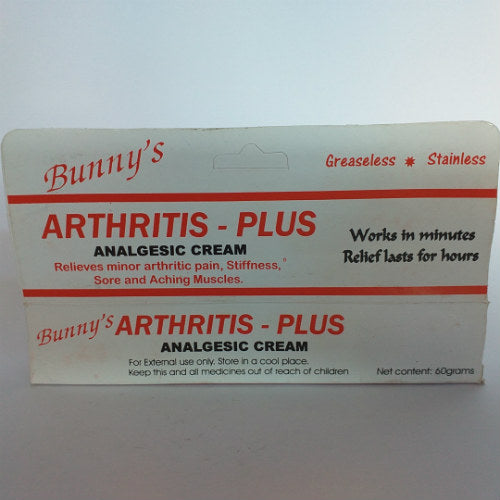 Bunny's
Greaseless * Stainless
ARTHRITIS - PLUS
ANALGESIC CREAM
Relieves minor arthritic pain, Stiffness,
Sore and Aching Muscles.
Works in minutes
Relief lasts for hours
Bunny's ARTHRITIS - PLUS
ANALGESIC CREAM
For External use only. Store in a cool place.
Keep this and all medicines out of reach of children
Net content: 60grams